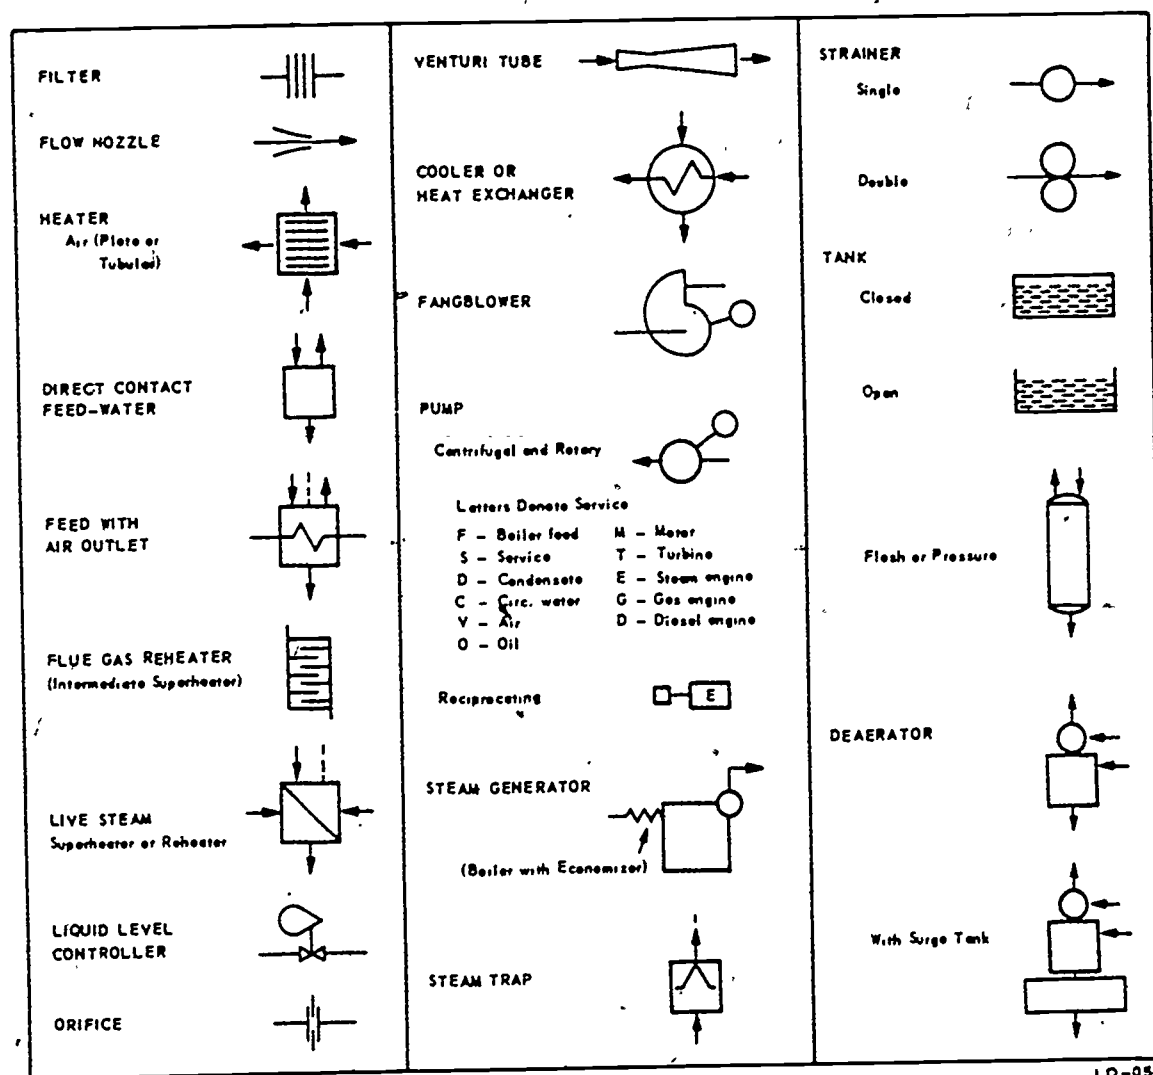 FILTER
FLOW NOZZLE
HEATER
Air (Plate or
Tubular)
DIRECT CONTACT
FEED-WATER
FEED WITH
AIR OUTLET
FLUE GAS REHEATER
(Intermediate Superheater)
LIVE STEAM
Superheater or Reheater
LIQUID LEVEL
CONTROLLER
ORIFICE
VENTURI TUBE
COOLER OR
HEAT EXCHANGER
FANGBLOWER
PUMP
Centrifugal and Rotary
Letters Denote Service
F - Boiler feed M - Motor
S - Service T - Turbine
D - Condensate E - Steam engine
C - Circ. water G - Gas engine
V - Air D - Diesel engine
O - Oil
Reciprocating
E
STEAM GENERATOR
(Boiler with Economizer)
STEAM TRAP
STRAINER
Single
Double
TANK
Closed
Open
Flash or Pressure
DEAERATOR
With Surge Tank